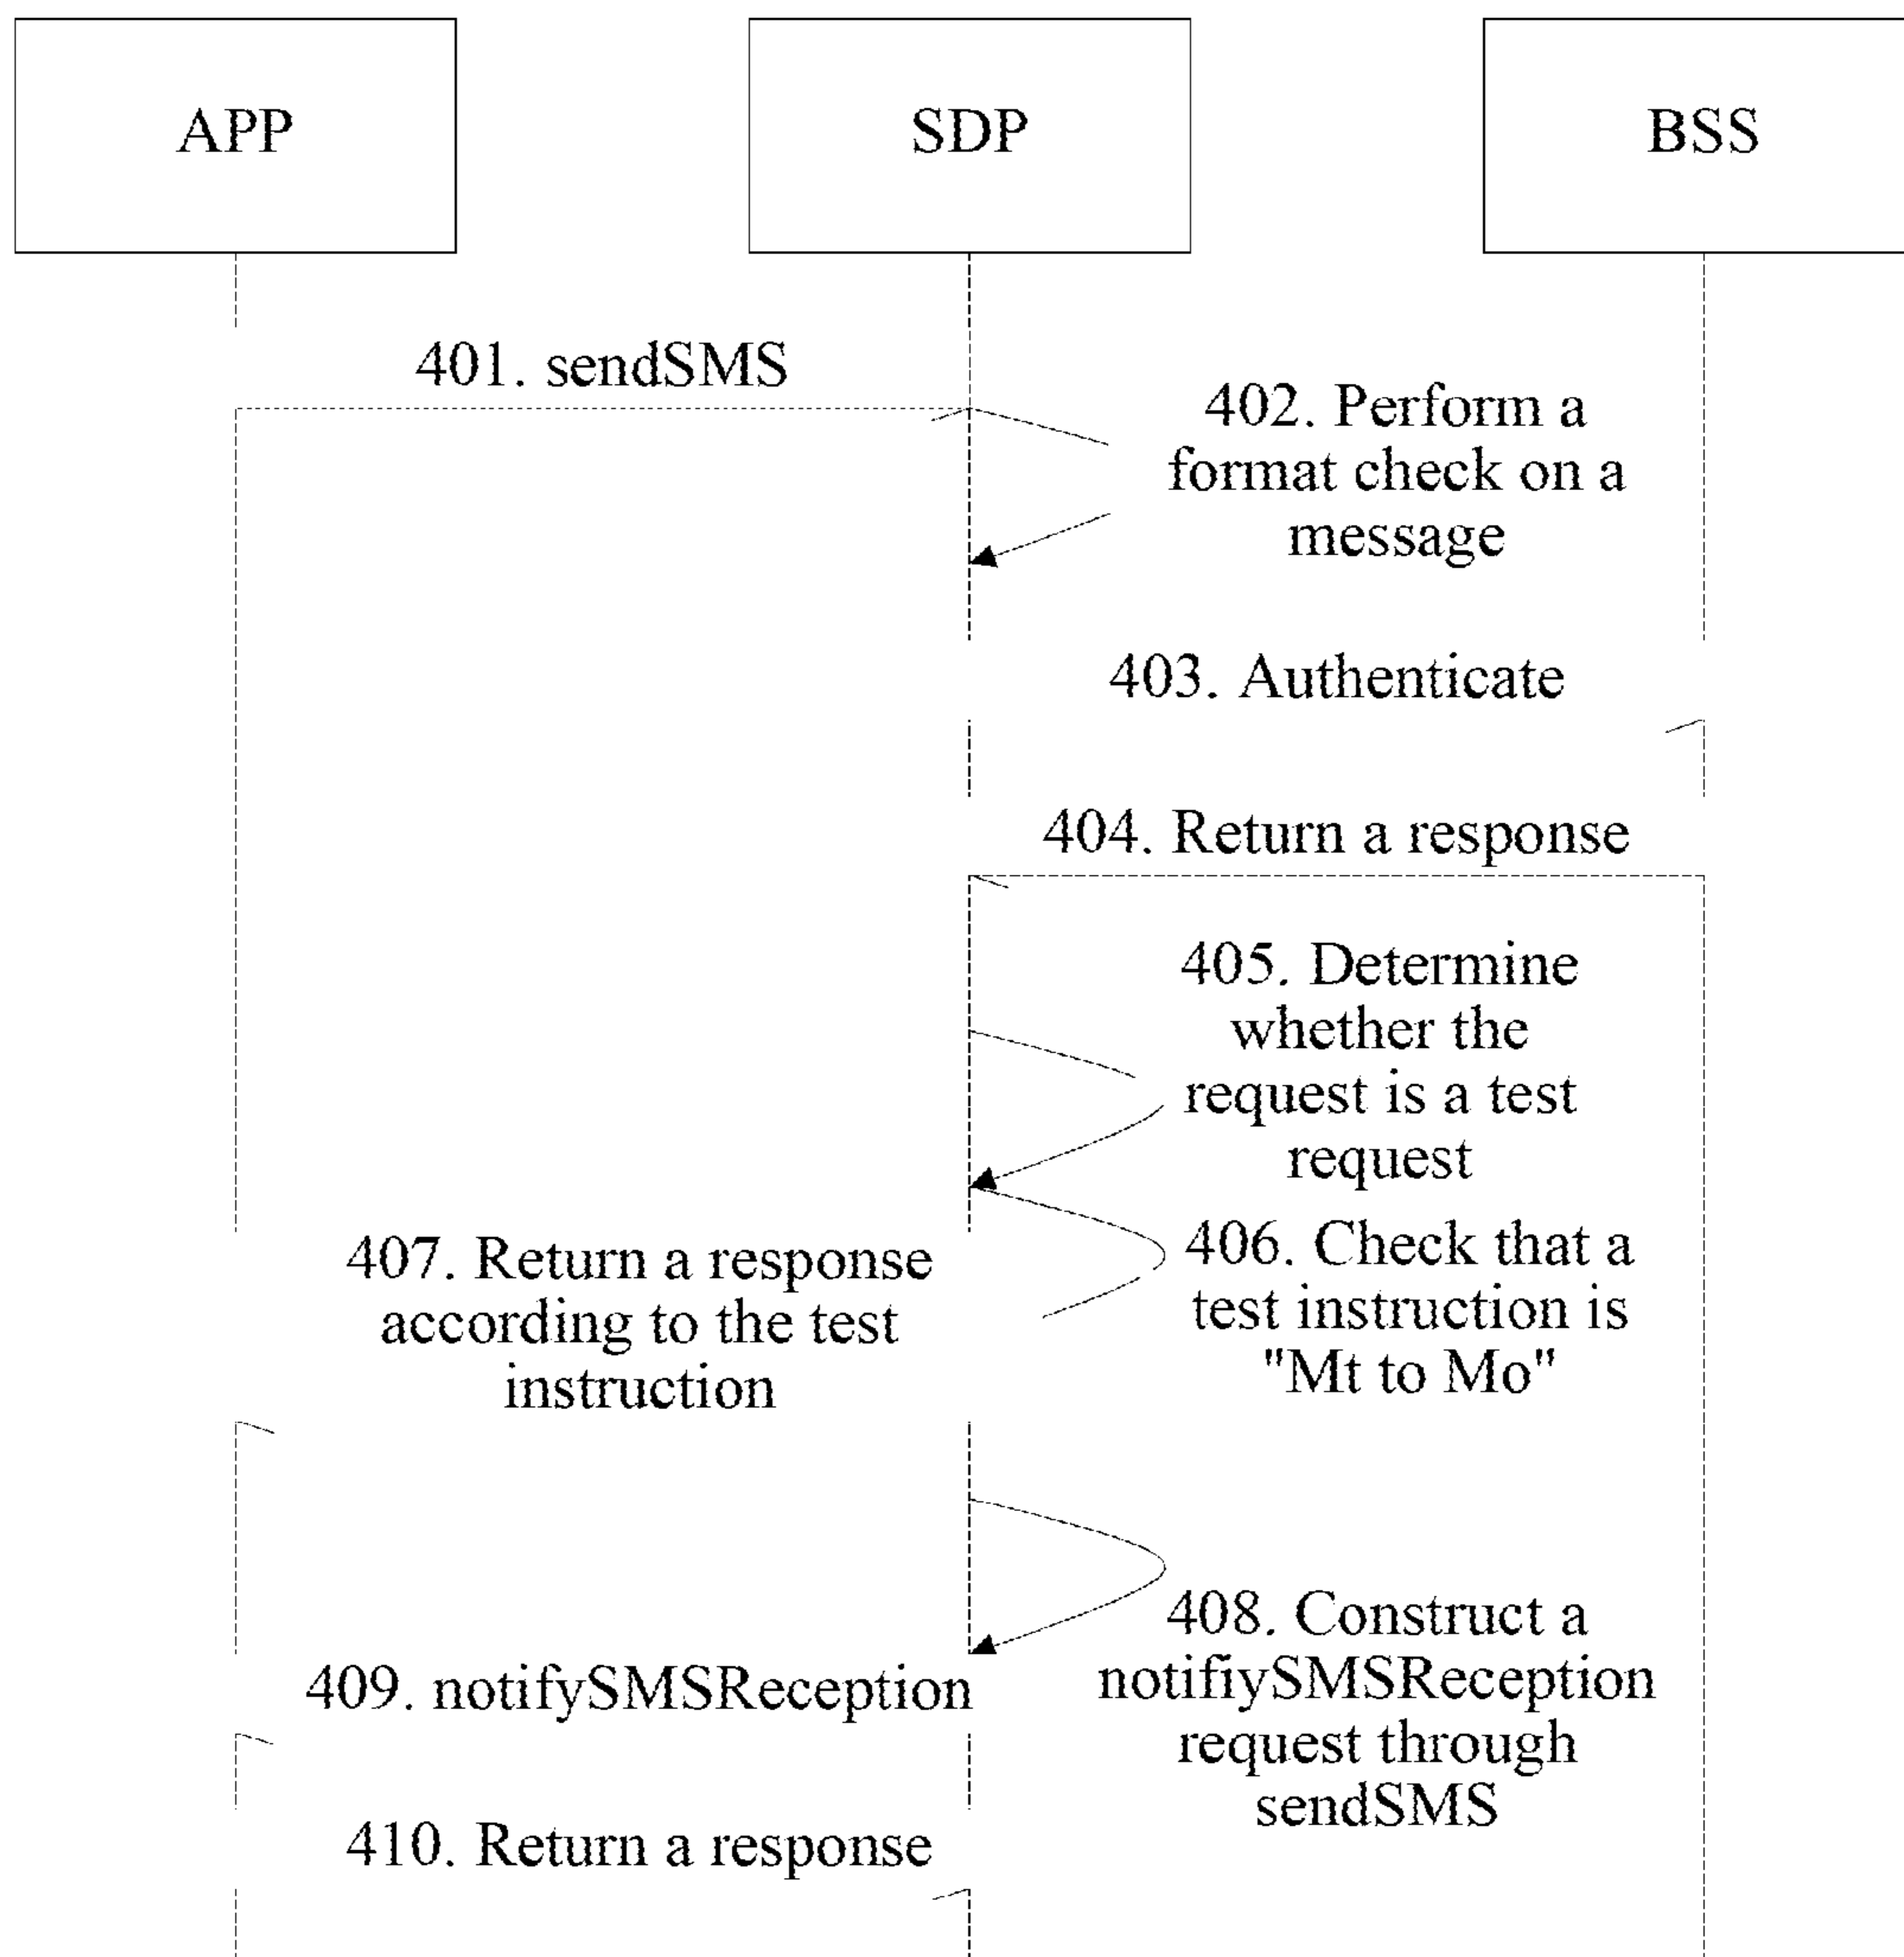 APP
SDP
BSS
401. sendSMS
402. Perform a
format check on a
message
403. Authenticate
404. Return a response
405. Determine
whether the
request is a test
request
406. Check that a
test instruction is
"Mt to Mo"
407. Return a response
according to the test
instruction
408. Construct a
notifiySMSReception
request through
sendSMS
409. notifySMSReception
410. Return a response